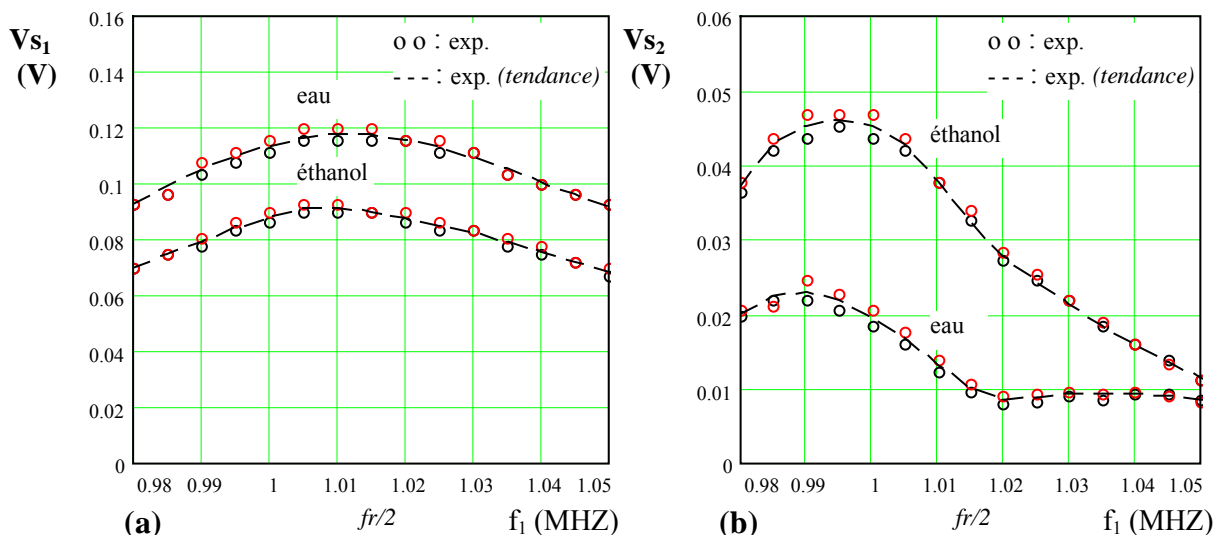 Vs1
(V)
0.16
0.14
0.12
0.1
0.08
0.06
0.04
0.02
0
o o : exp.
--- : exp. (tendance)
eau
éthanol
0.98 0.99 1 1.01 1.02 1.03 1.04 1.05
(a) fr/2 f1 (MHZ)
Vs2
(V)
0.06
0.05
0.04
0.03
0.02
0.01
0
o o : exp.
--- : exp. (tendance)
éthanol
eau
0.98 0.99 1 1.01 1.02 1.03 1.04 1.05
(b) fr/2 f1 (MHZ)